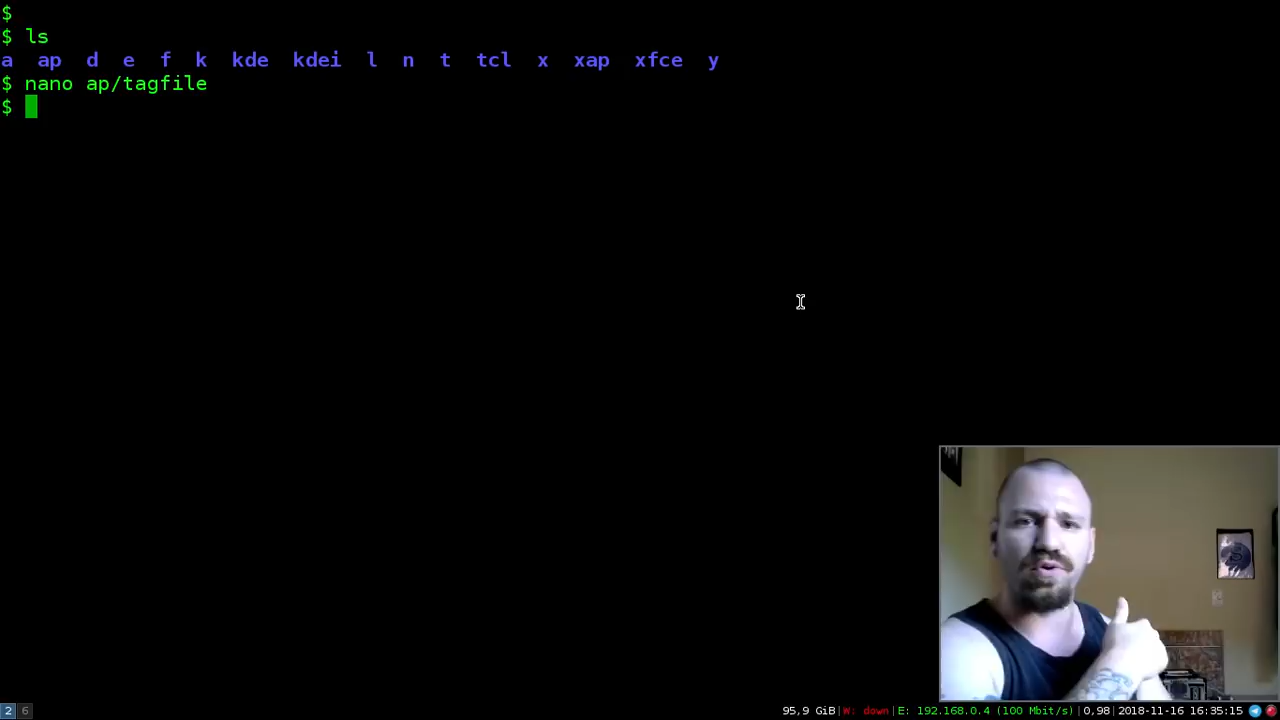 $
$ ls
a  ap  d  e  f  k  kde  kdei  l  n  t  tcl  x  xap  xfce  y
$ nano ap/tagfile
$
2 6 95,9 GiB|W: down|E: 192.168.0.4 (100 Mbit/s)|0,98|2018-11-16 16:35:15